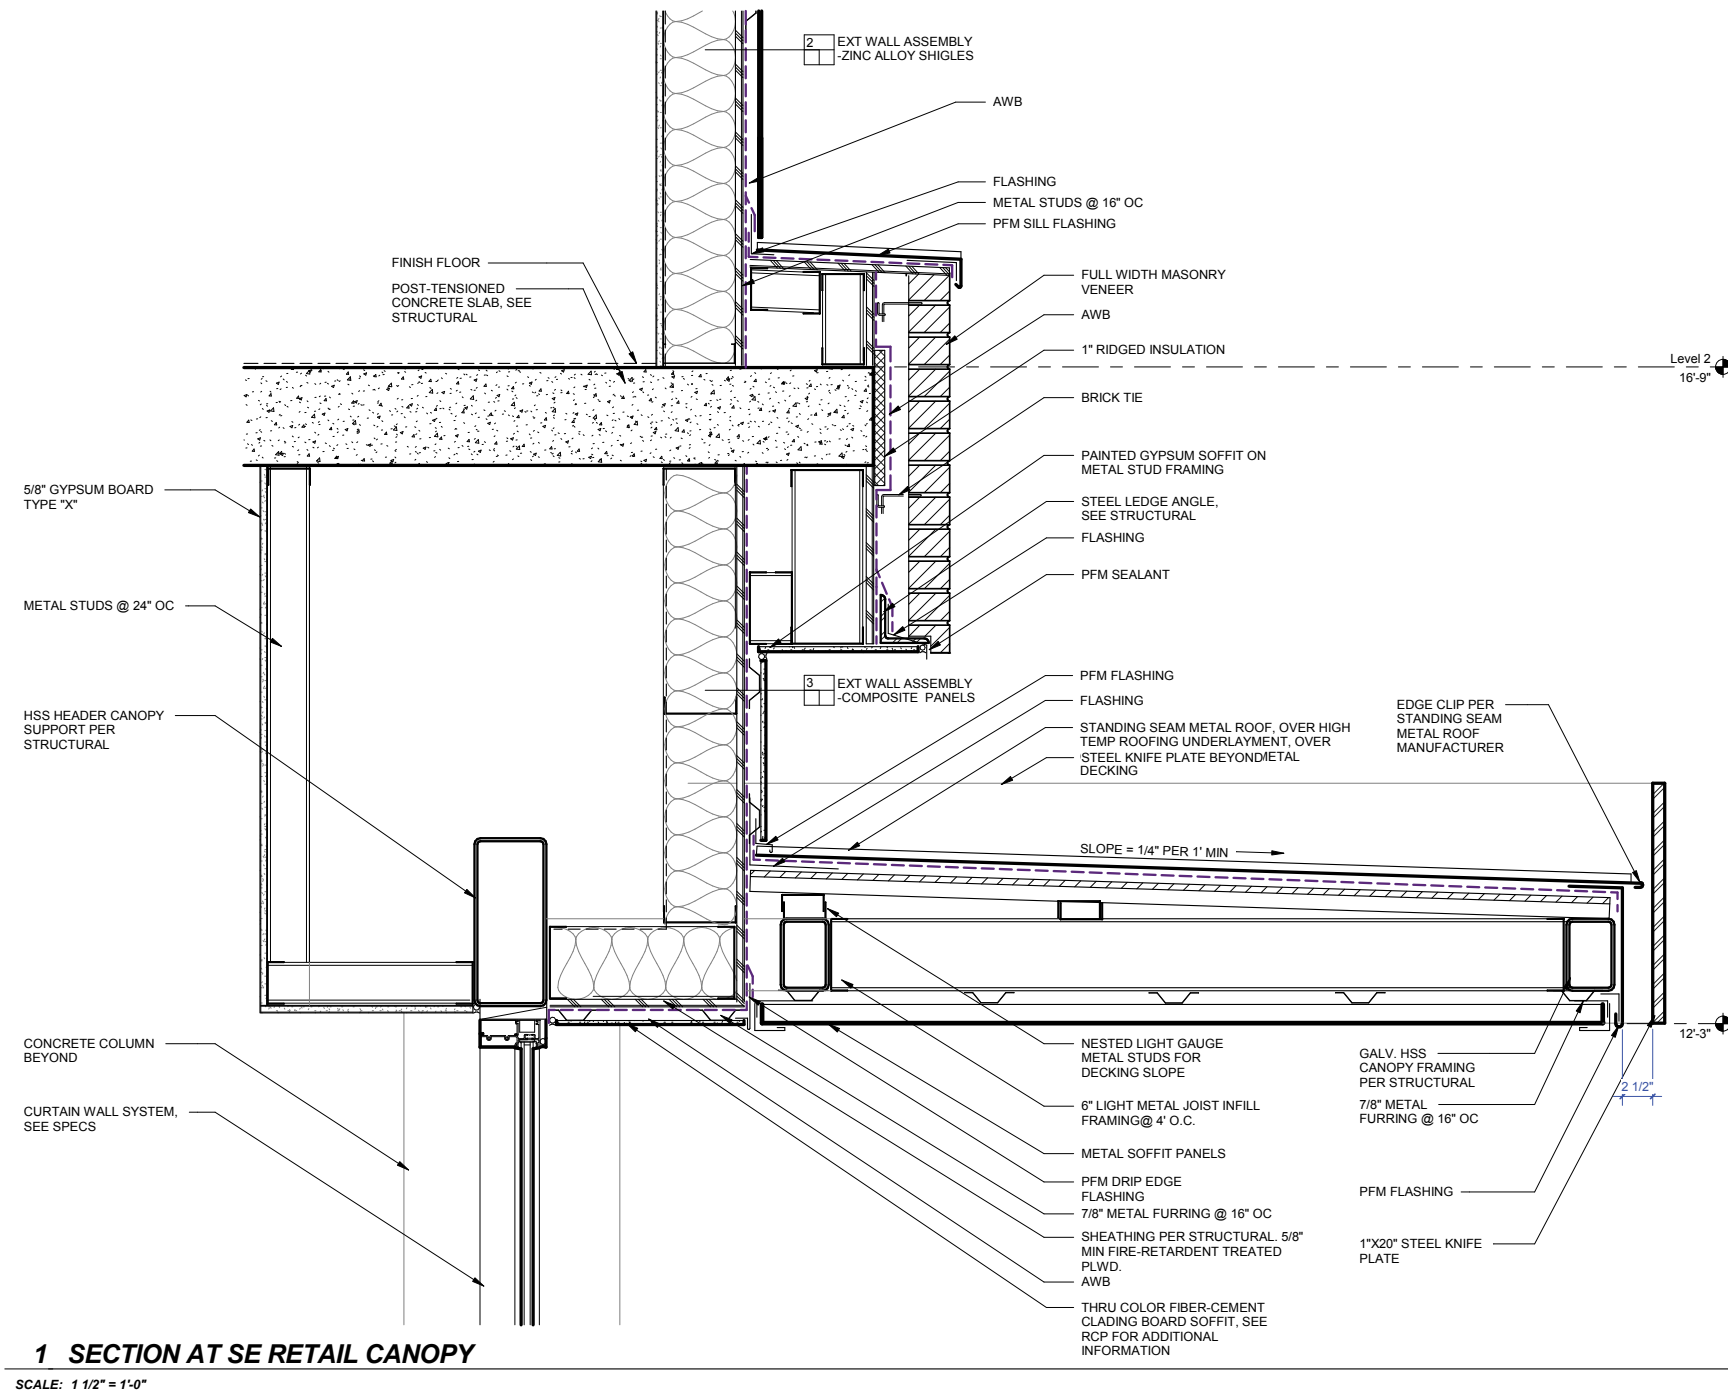 2
EXT WALL ASSEMBLY
-ZINC ALLOY SHIGLES
AWB
FLASHING
METAL STUDS @ 16" OC
PFM SILL FLASHING
FINISH FLOOR
POST-TENSIONED
CONCRETE SLAB, SEE
STRUCTURAL
FULL WIDTH MASONRY
VENEER
AWB
1" RIDGED INSULATION
Level 2
16'-9"
BRICK TIE
PAINTED GYPSUM SOFFIT ON
METAL STUD FRAMING
5/8" GYPSUM BOARD
TYPE "X"
STEEL LEDGE ANGLE,
SEE STRUCTURAL
FLASHING
PFM SEALANT
METAL STUDS @ 24" OC
3
EXT WALL ASSEMBLY
-COMPOSITE PANELS
PFM FLASHING
FLASHING
HSS HEADER CANOPY
SUPPORT PER
STRUCTURAL
STANDING SEAM METAL ROOF, OVER HIGH
TEMP ROOFING UNDERLAYMENT, OVER
STEEL KNIFE PLATE BEYOND METAL
DECKING
EDGE CLIP PER
STANDING SEAM
METAL ROOF
MANUFACTURER
SLOPE = 1/4" PER 1' MIN
12'-3"
CONCRETE COLUMN
BEYOND
NESTED LIGHT GAUGE
METAL STUDS FOR
DECKING SLOPE
GALV. HSS
CANOPY FRAMING
PER STRUCTURAL
2 1/2"
CURTAIN WALL SYSTEM,
SEE SPECS
6" LIGHT METAL JOIST INFILL
FRAMING@ 4' O.C.
7/8" METAL
FURRING @ 16" OC
METAL SOFFIT PANELS
PFM DRIP EDGE
FLASHING
PFM FLASHING
7/8" METAL FURRING @ 16" OC
SHEATHING PER STRUCTURAL. 5/8"
MIN FIRE-RETARDENT TREATED
PLWD.
1"X20" STEEL KNIFE
PLATE
AWB
THRU COLOR FIBER-CEMENT
CLADING BOARD SOFFIT, SEE
RCP FOR ADDITIONAL
INFORMATION
1 SECTION AT SE RETAIL CANOPY
SCALE: 1 1/2" = 1'-0"